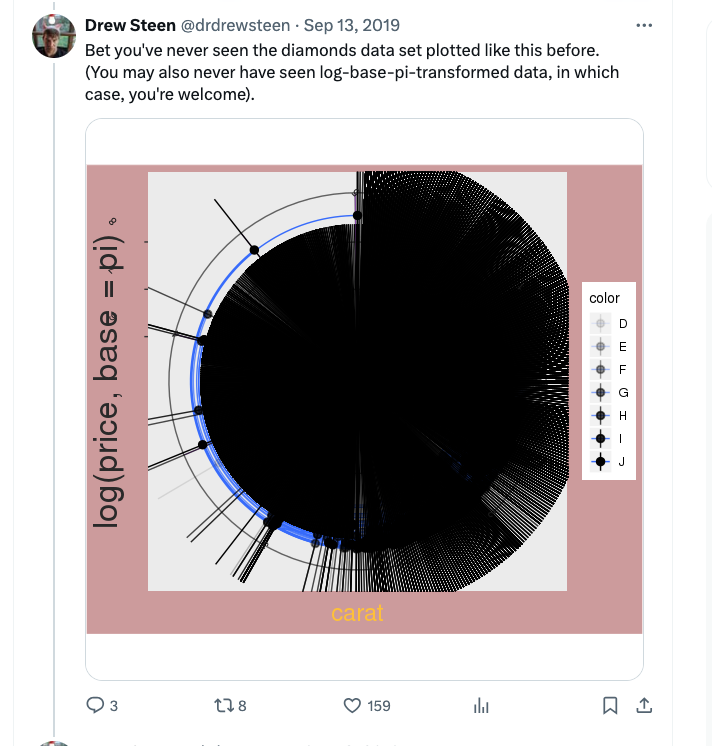 Drew Steen @drdrewsteen · Sep 13, 2019
Bet you've never seen the diamonds data set plotted like this before.
(You may also never have seen log-base-pi-transformed data, in which
case, you're welcome).
log(price, base = pi)
color
D
E
F
G
H
I
J
carat
3
8
159